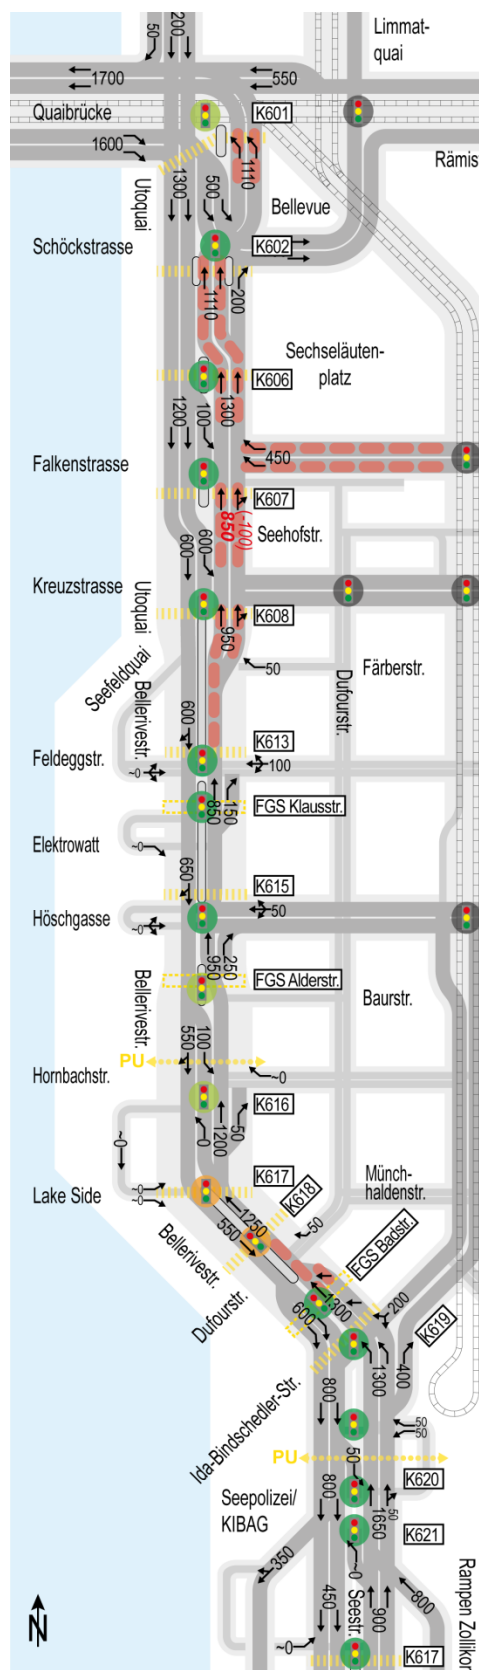 200
50
Limmat-
quai
1700
550
Quaibrücke
K601
1600
1110
Rämis
Utoquai
1300
500
Bellevue
Schöckstrasse
K602
1110
200
Sechseläuten-
platz
K606
1200
100
1300
450
Falkenstrasse
K607
850
(-100)
Seehofstr.
600
600
Kreuzstrasse
Utoquai
K608
950
Seefeldquai
Bellerivestr.
50
Färberstr.
Dufourstr.
600
K613
Feldeggstr.
~0
100
850
150
FGS Klausstr.
Elektrowatt
~0
650
K615
Höschgasse
~0
50
950
250
Bellerivestr.
FGS Alderstr.
Baurstr.
550
100
PU
Hornbachstr.
~0
K616
~0
0
1200
50
K617
Münch-
haldenstr.
Lake Side
~0
~0
K618
1250
550
50
Bellerivestr.
FGS Badstr.
Dufourstr.
1300
600
200
K619
Ida-Bindschedler-Str.
800
1300
400
50
50
PU
50
K620
Seepolizei/
KIBAG
800
50
1650
K621
350
~0
Rampen Zollikon
450
Seestr.
900
800
~0
K617
N